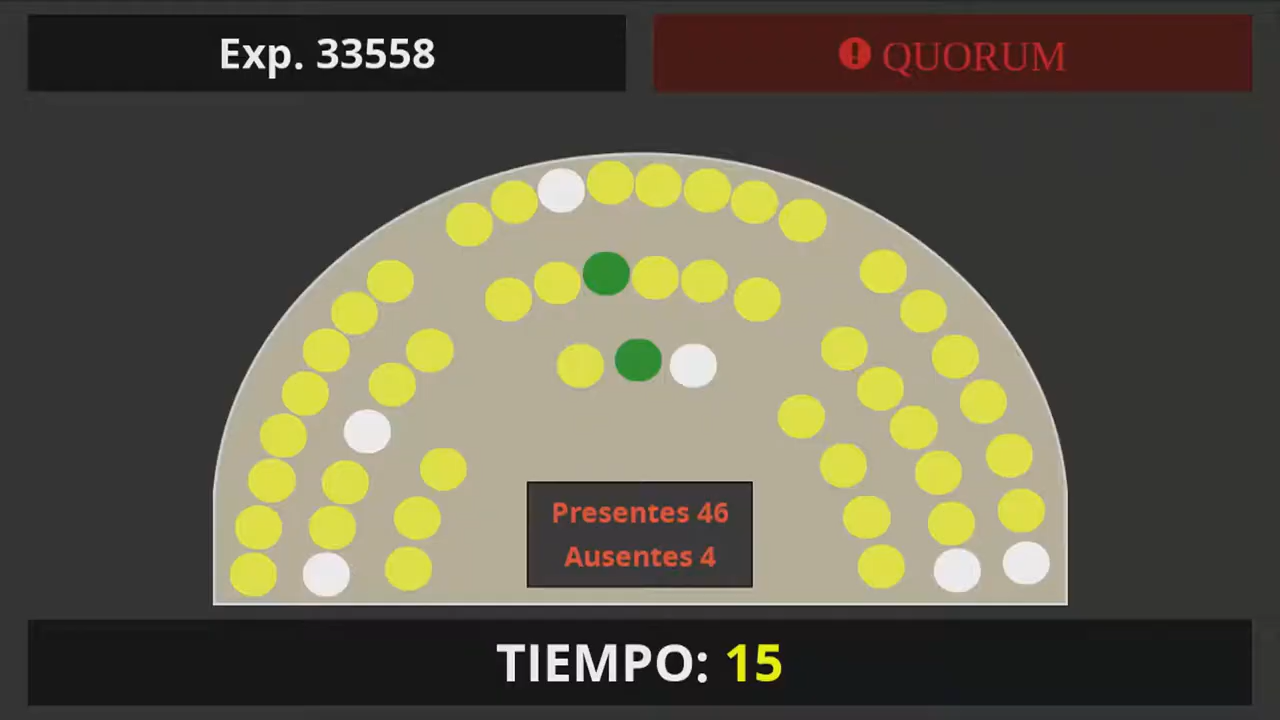 Exp. 33558
QUORUM
Presentes 46
Ausentes 4
TIEMPO: 15